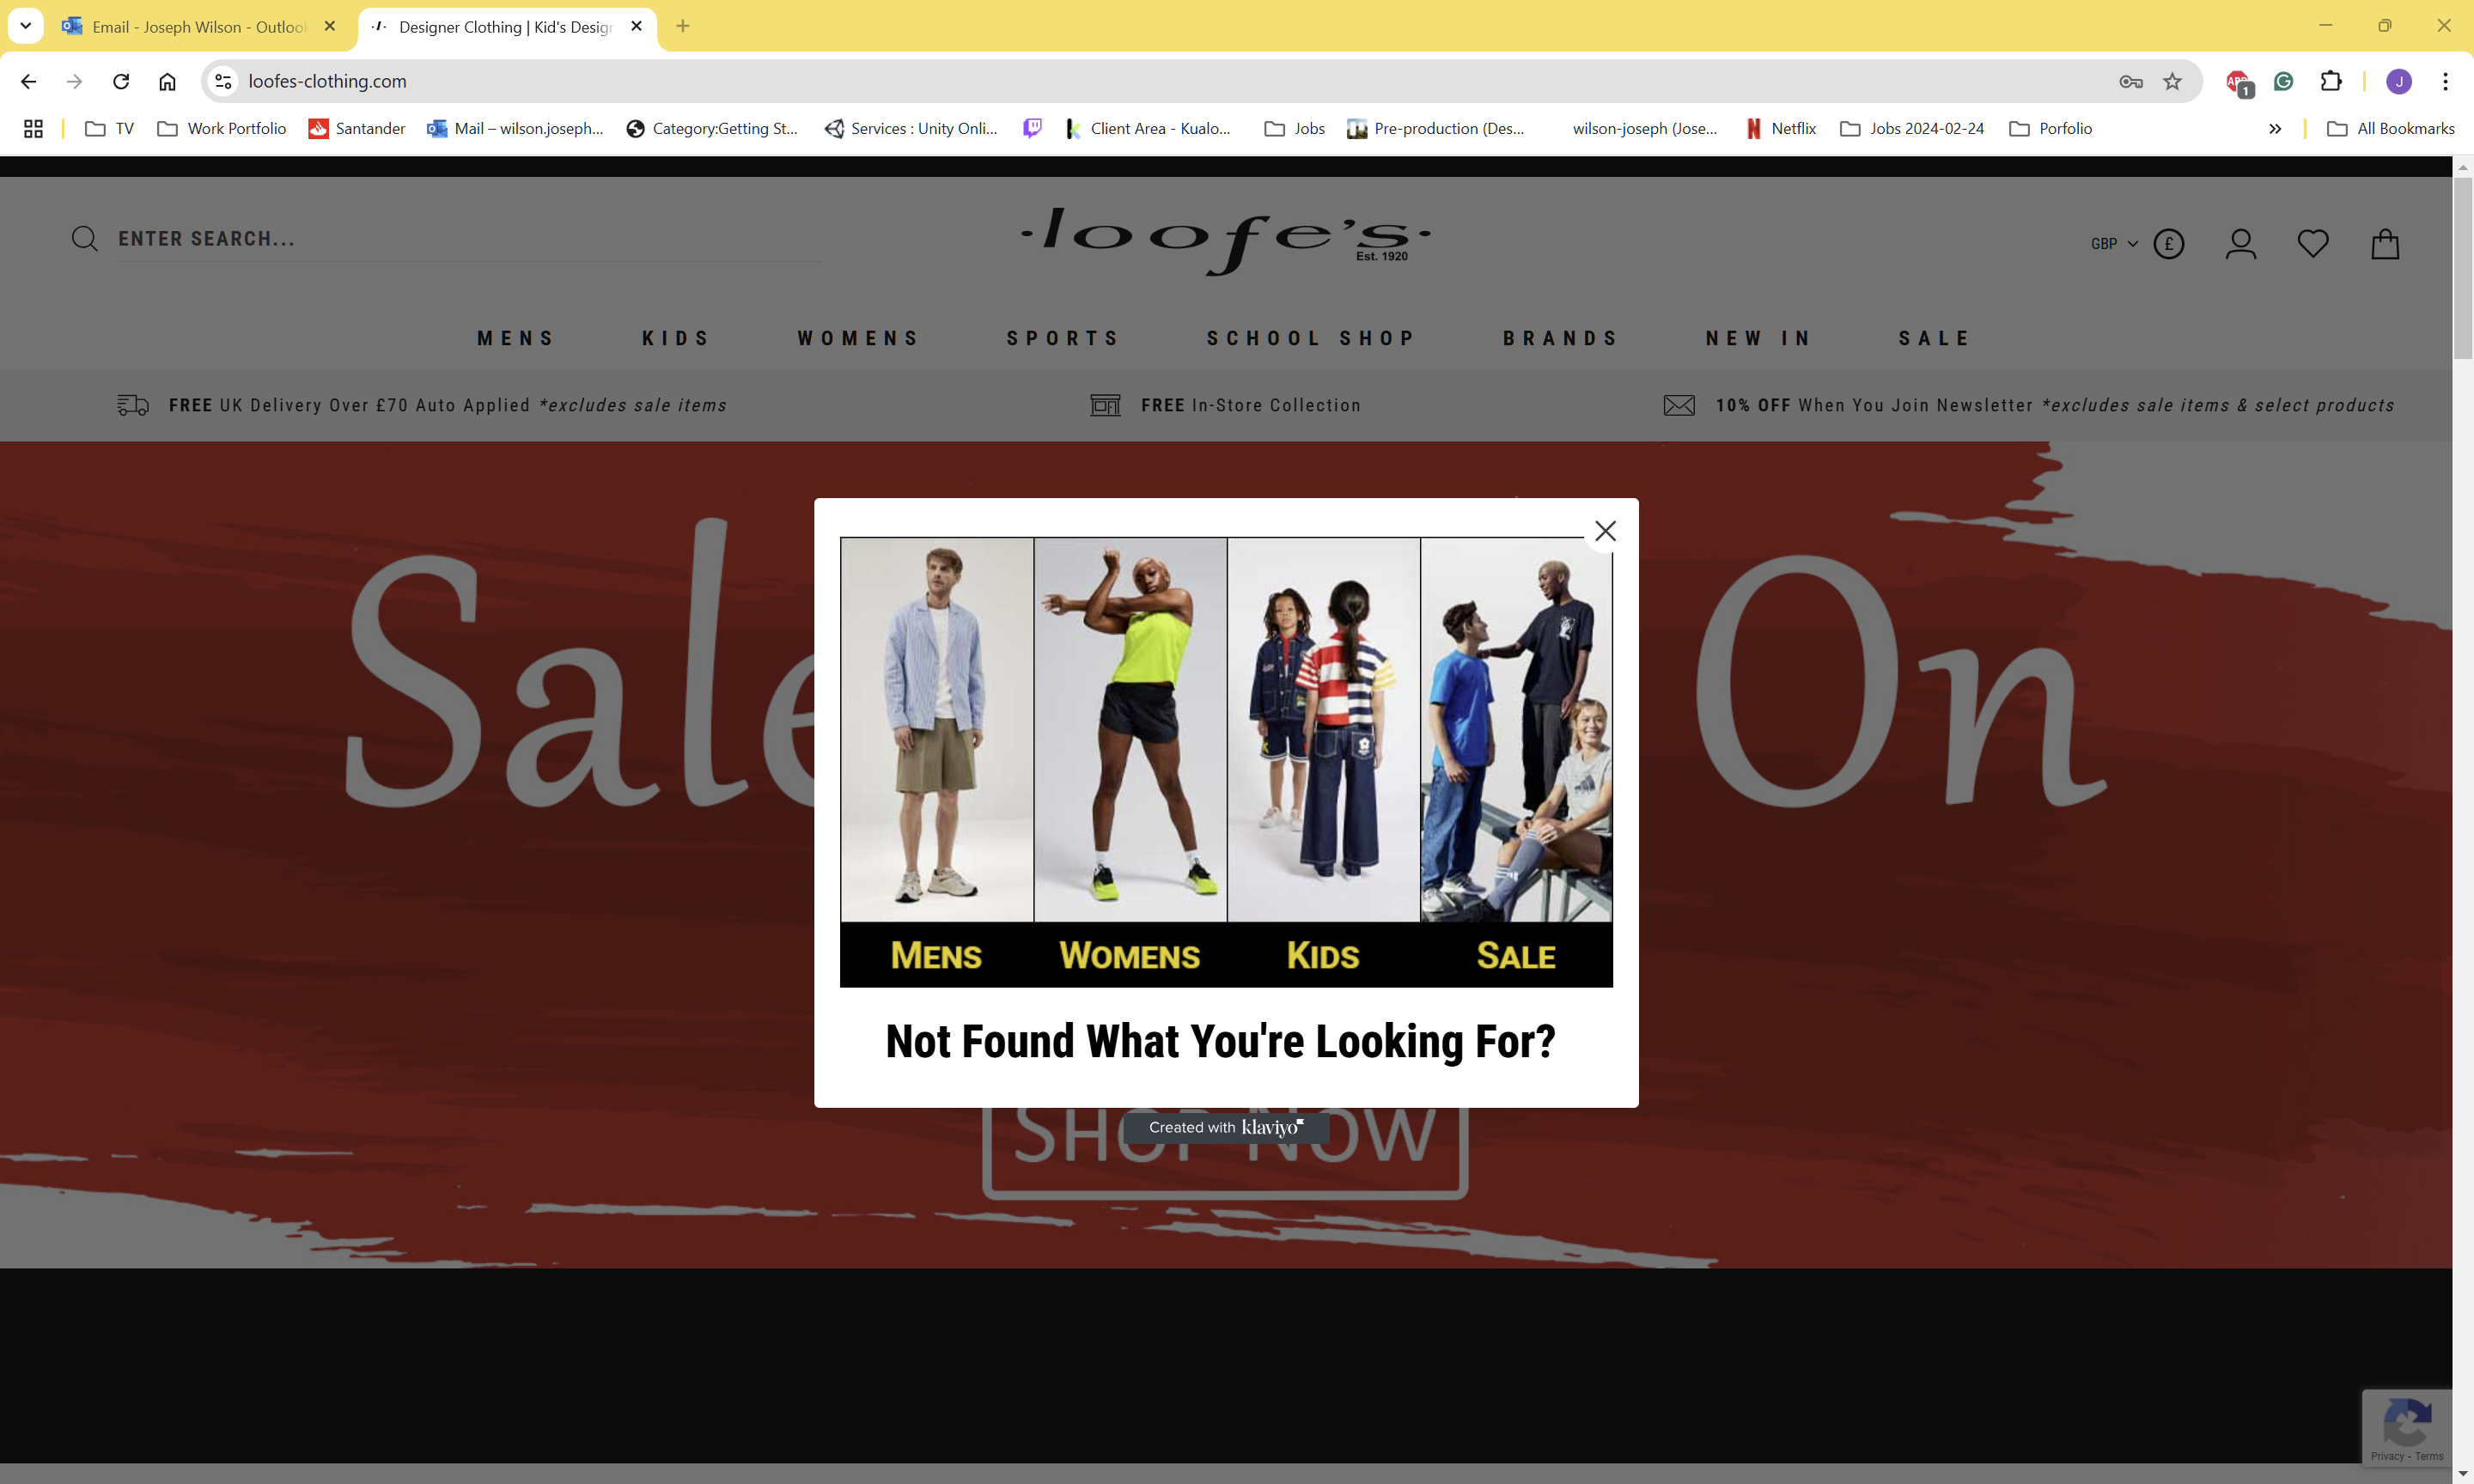 Email - Joseph Wilson - Outloo
Designer Clothing | Kid's Desig
loofes-clothing.com
1
J
TV
Work Portfolio
Santander
Mail – wilson.joseph...
Category:Getting St...
Services : Unity Onli...
Client Area - Kualo...
Jobs
Pre-production (Des...
wilson-joseph (Jose...
Netflix
Jobs 2024-02-24
Porfolio
All Bookmarks
ENTER SEARCH...
·loofe's·
Est. 1920
GBP
£
MENS
KIDS
WOMENS
SPORTS
SCHOOL SHOP
BRANDS
NEW IN
SALE
FREE UK Delivery Over £70 Auto Applied *excludes sale items
FREE In-Store Collection
10% OFF When You Join Newsletter *excludes sale items & select products
Sale
On
MENS
WOMENS
KIDS
SALE
Not Found What You're Looking For?
SHOP NOW
Created with klaviyo
Privacy - Terms